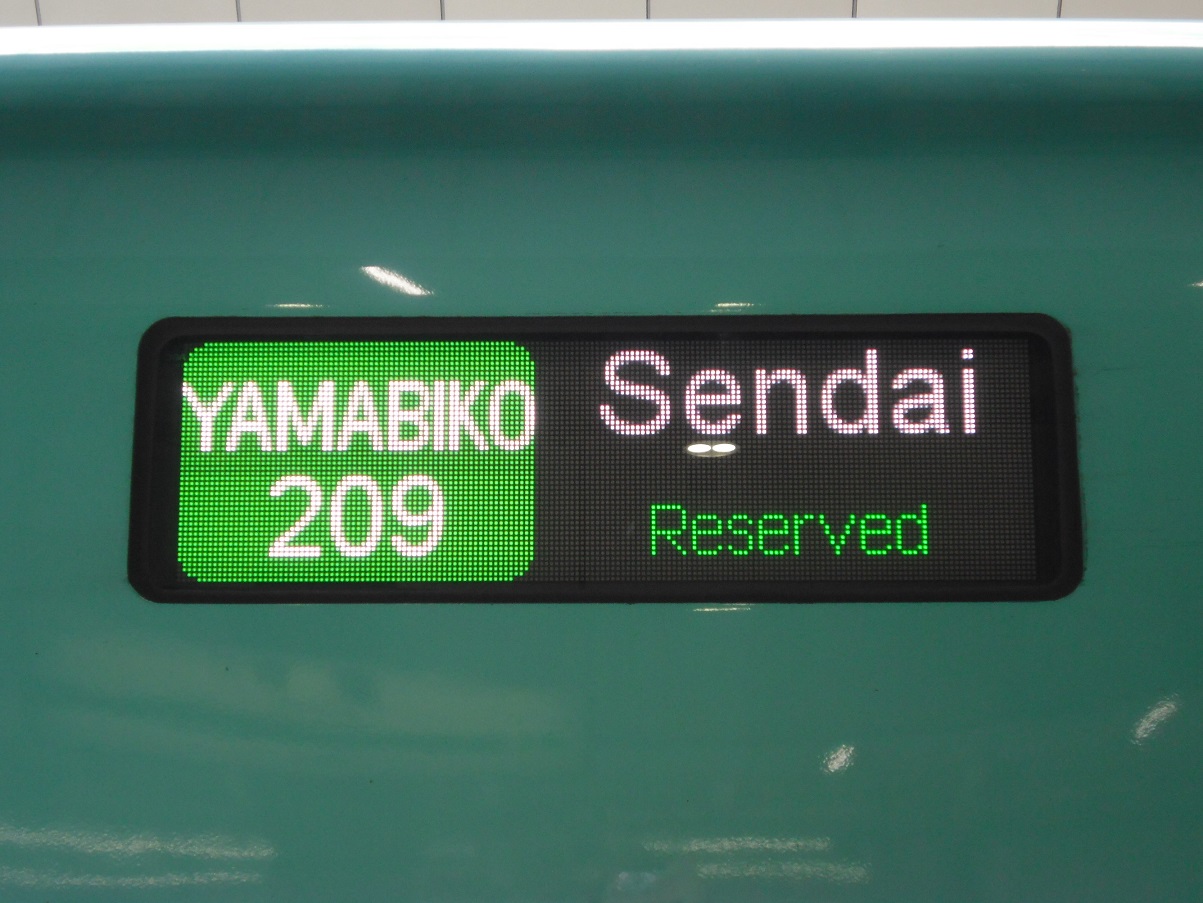 YAMABIKO
209
Sendai
Reserved